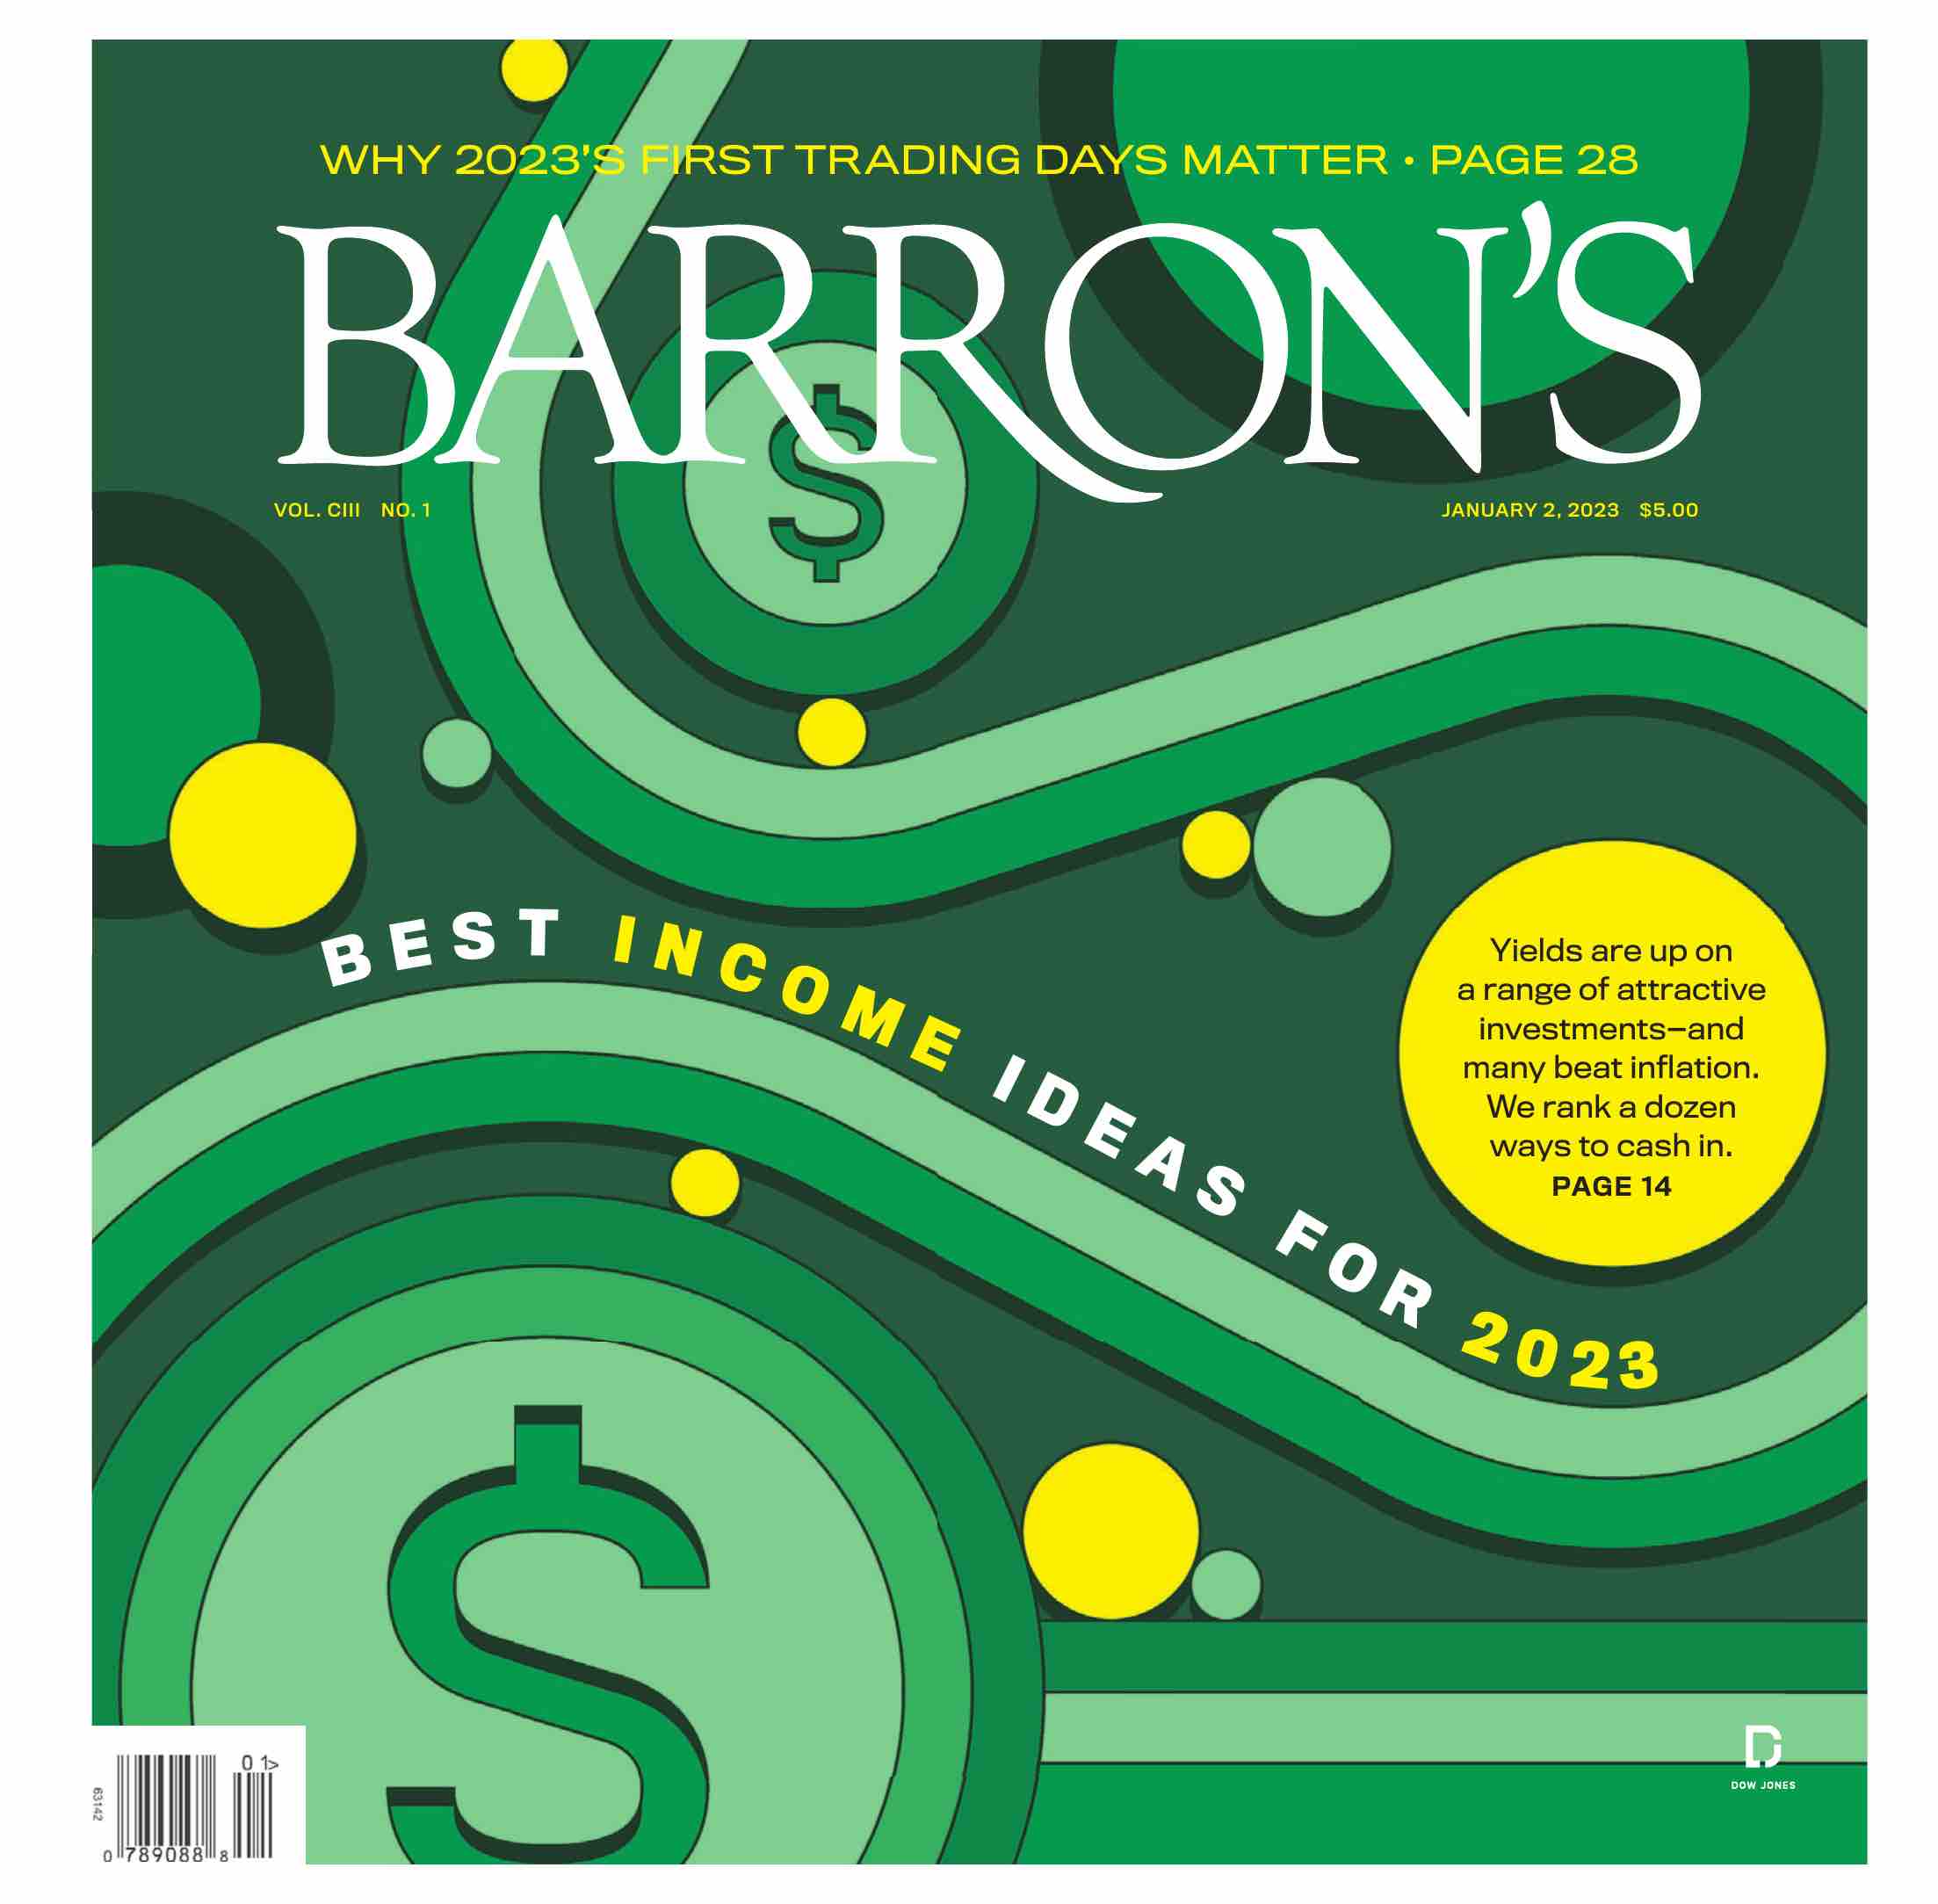 WHY 2023'S FIRST TRADING DAYS MATTER • PAGE 28
BARRON'S
VOL. CIII NO. 1
JANUARY 2, 2023 $5.00
BEST INCOME IDEAS FOR 2023
Yields are up on
a range of attractive
investments—and
many beat inflation.
We rank a dozen
ways to cash in.
PAGE 14
$
$
DOW JONES
01>
63142
0 789088 8